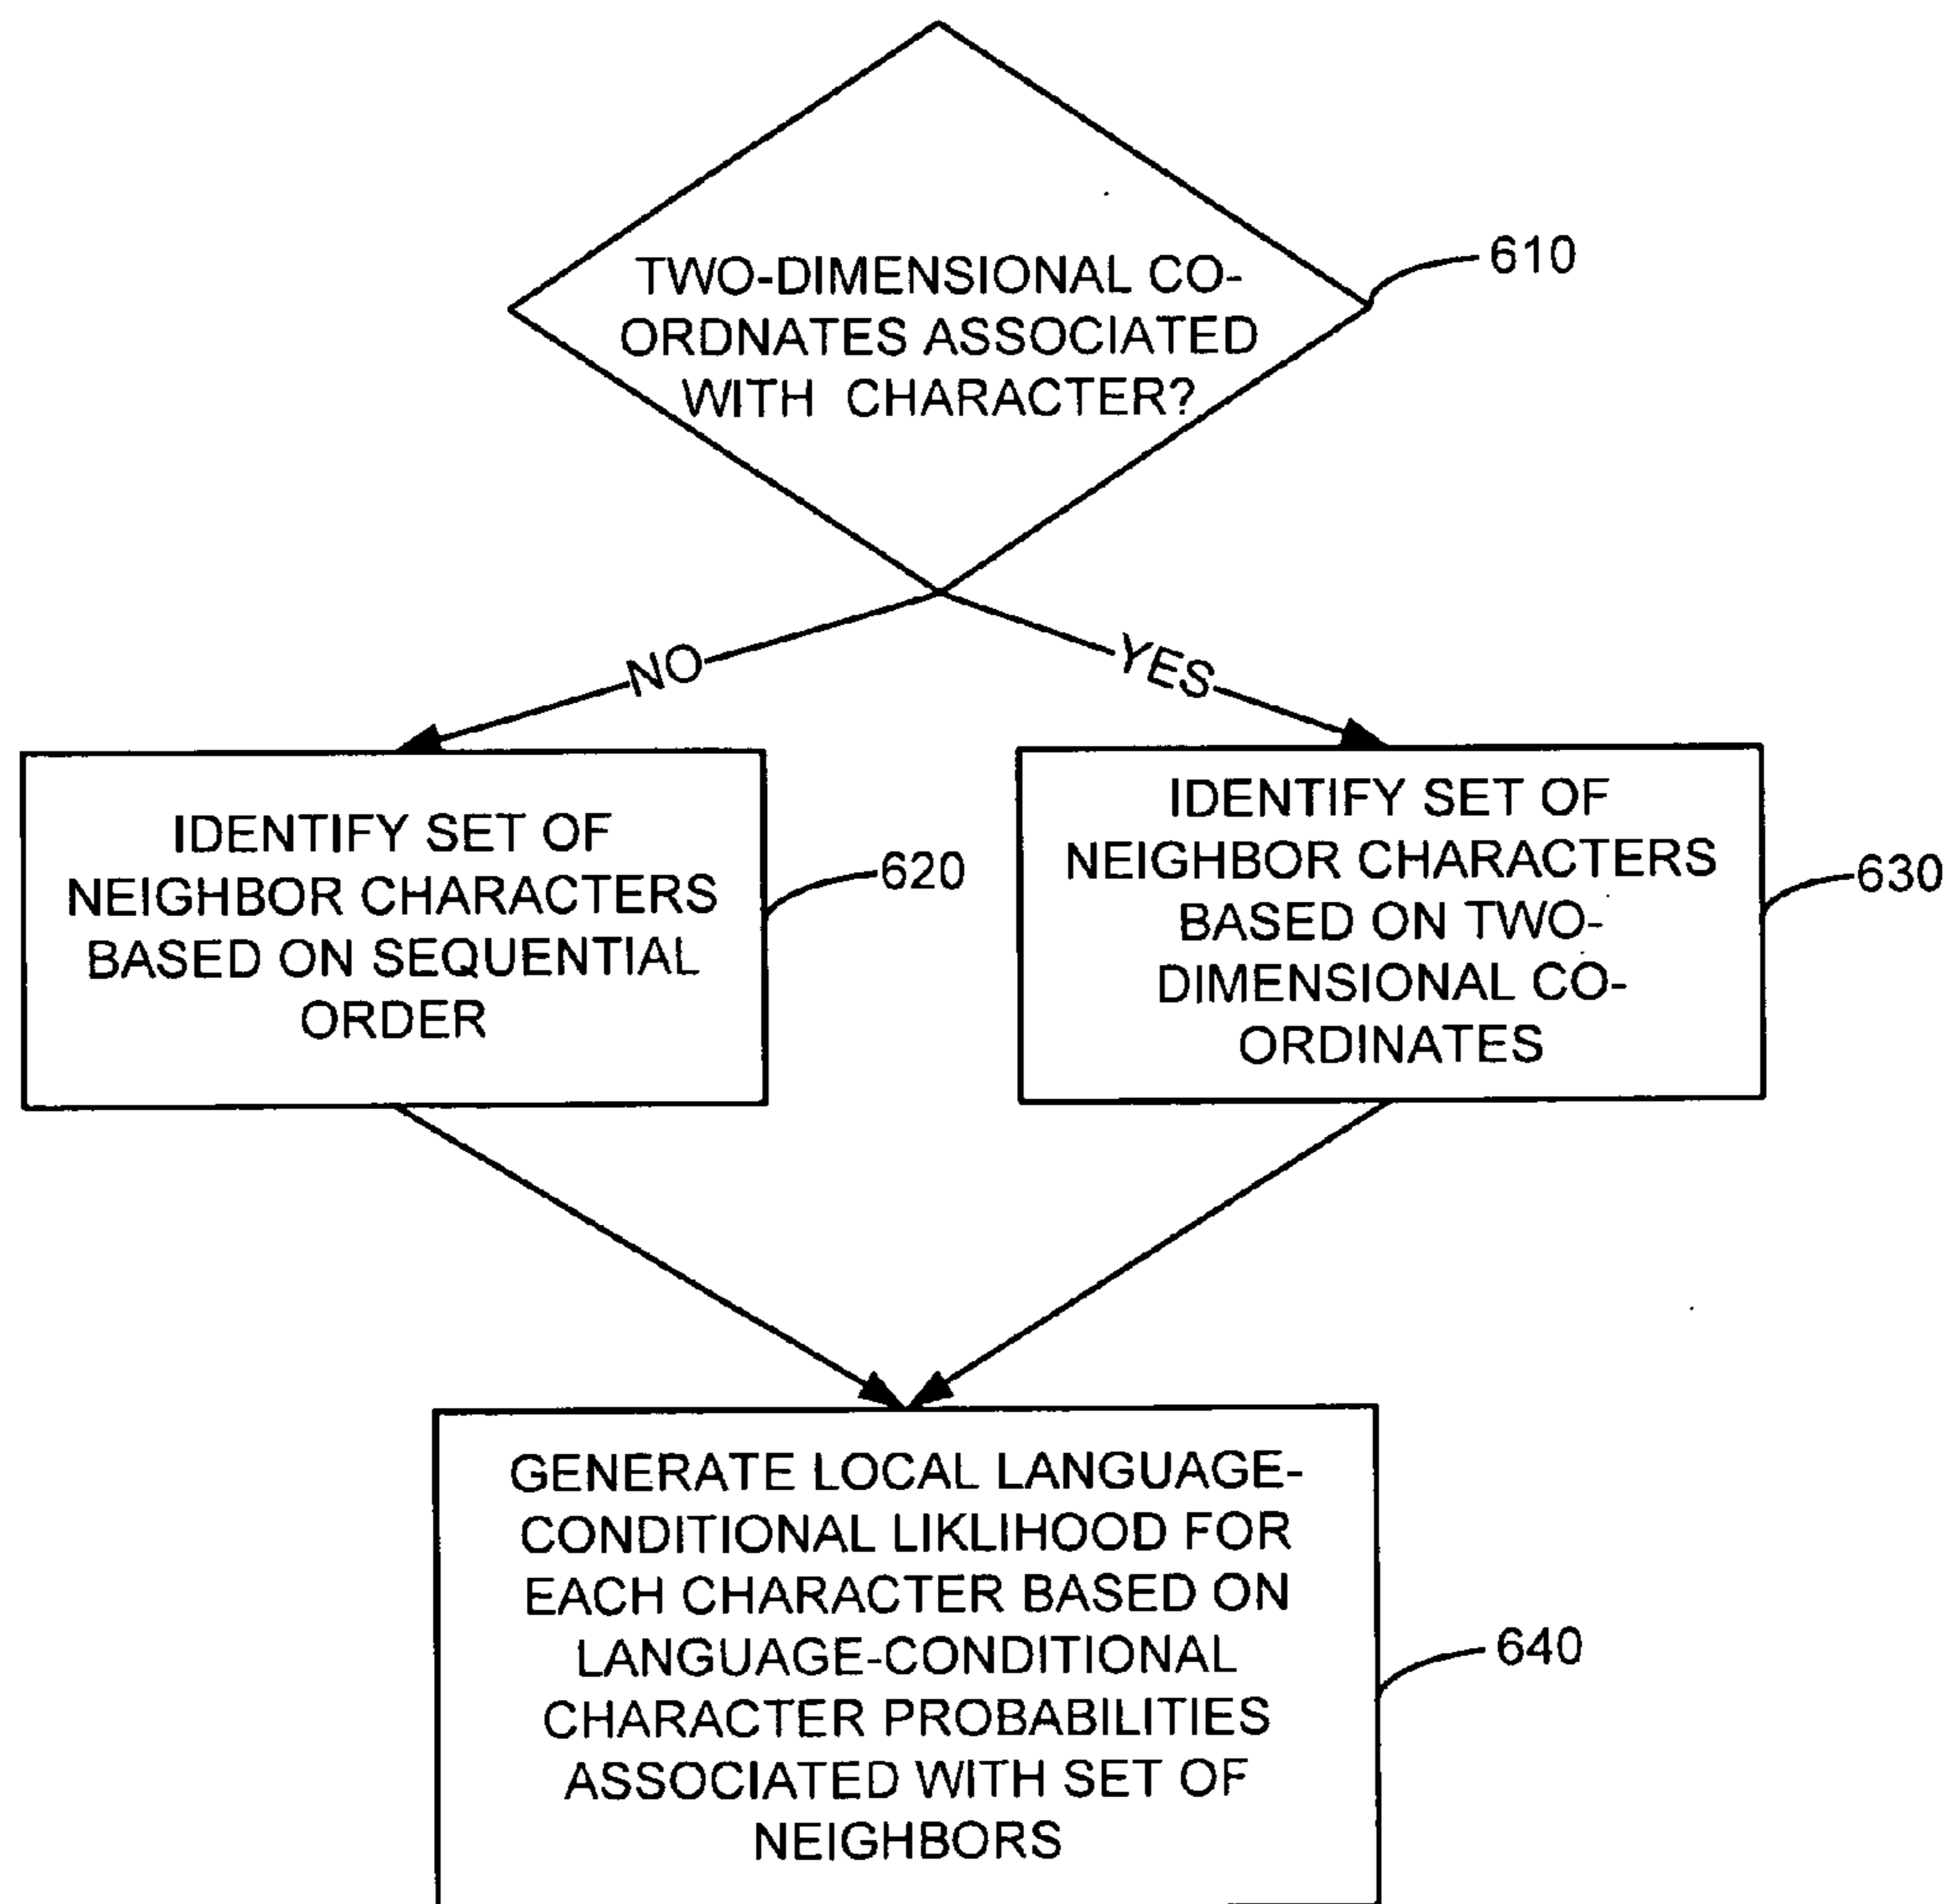 TWO-DIMENSIONAL CO-
ORDNATES ASSOCIATED
WITH CHARACTER?
610
NO
YES
IDENTIFY SET OF
NEIGHBOR CHARACTERS
BASED ON SEQUENTIAL
ORDER
620
IDENTIFY SET OF
NEIGHBOR CHARACTERS
BASED ON TWO-
DIMENSIONAL CO-
ORDINATES
630
GENERATE LOCAL LANGUAGE-
CONDITIONAL LIKLIHOOD FOR
EACH CHARACTER BASED ON
LANGUAGE-CONDITIONAL
CHARACTER PROBABILITIES
ASSOCIATED WITH SET OF
NEIGHBORS
640